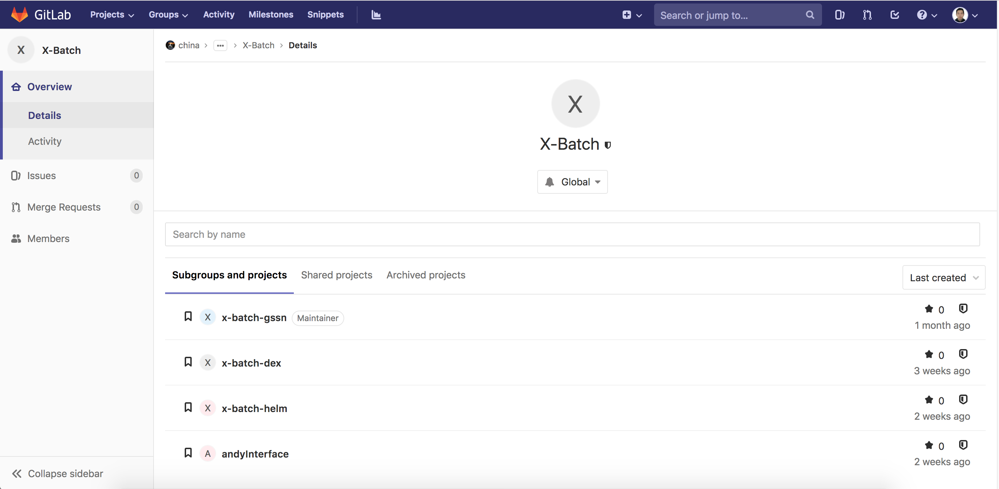 GitLab Projects Groups Activity Milestones Snippets Search or jump to...
X X-Batch
china › ... › X-Batch › Details
Overview
Details
Activity
Issues 0
Merge Requests 0
Members
Collapse sidebar
X
X-Batch
Global
Search by name
Subgroups and projects Shared projects Archived projects Last created
X x-batch-gssn Maintainer 0
1 month ago
X x-batch-dex 0
3 weeks ago
X x-batch-helm 0
2 weeks ago
A andyInterface 0
2 weeks ago